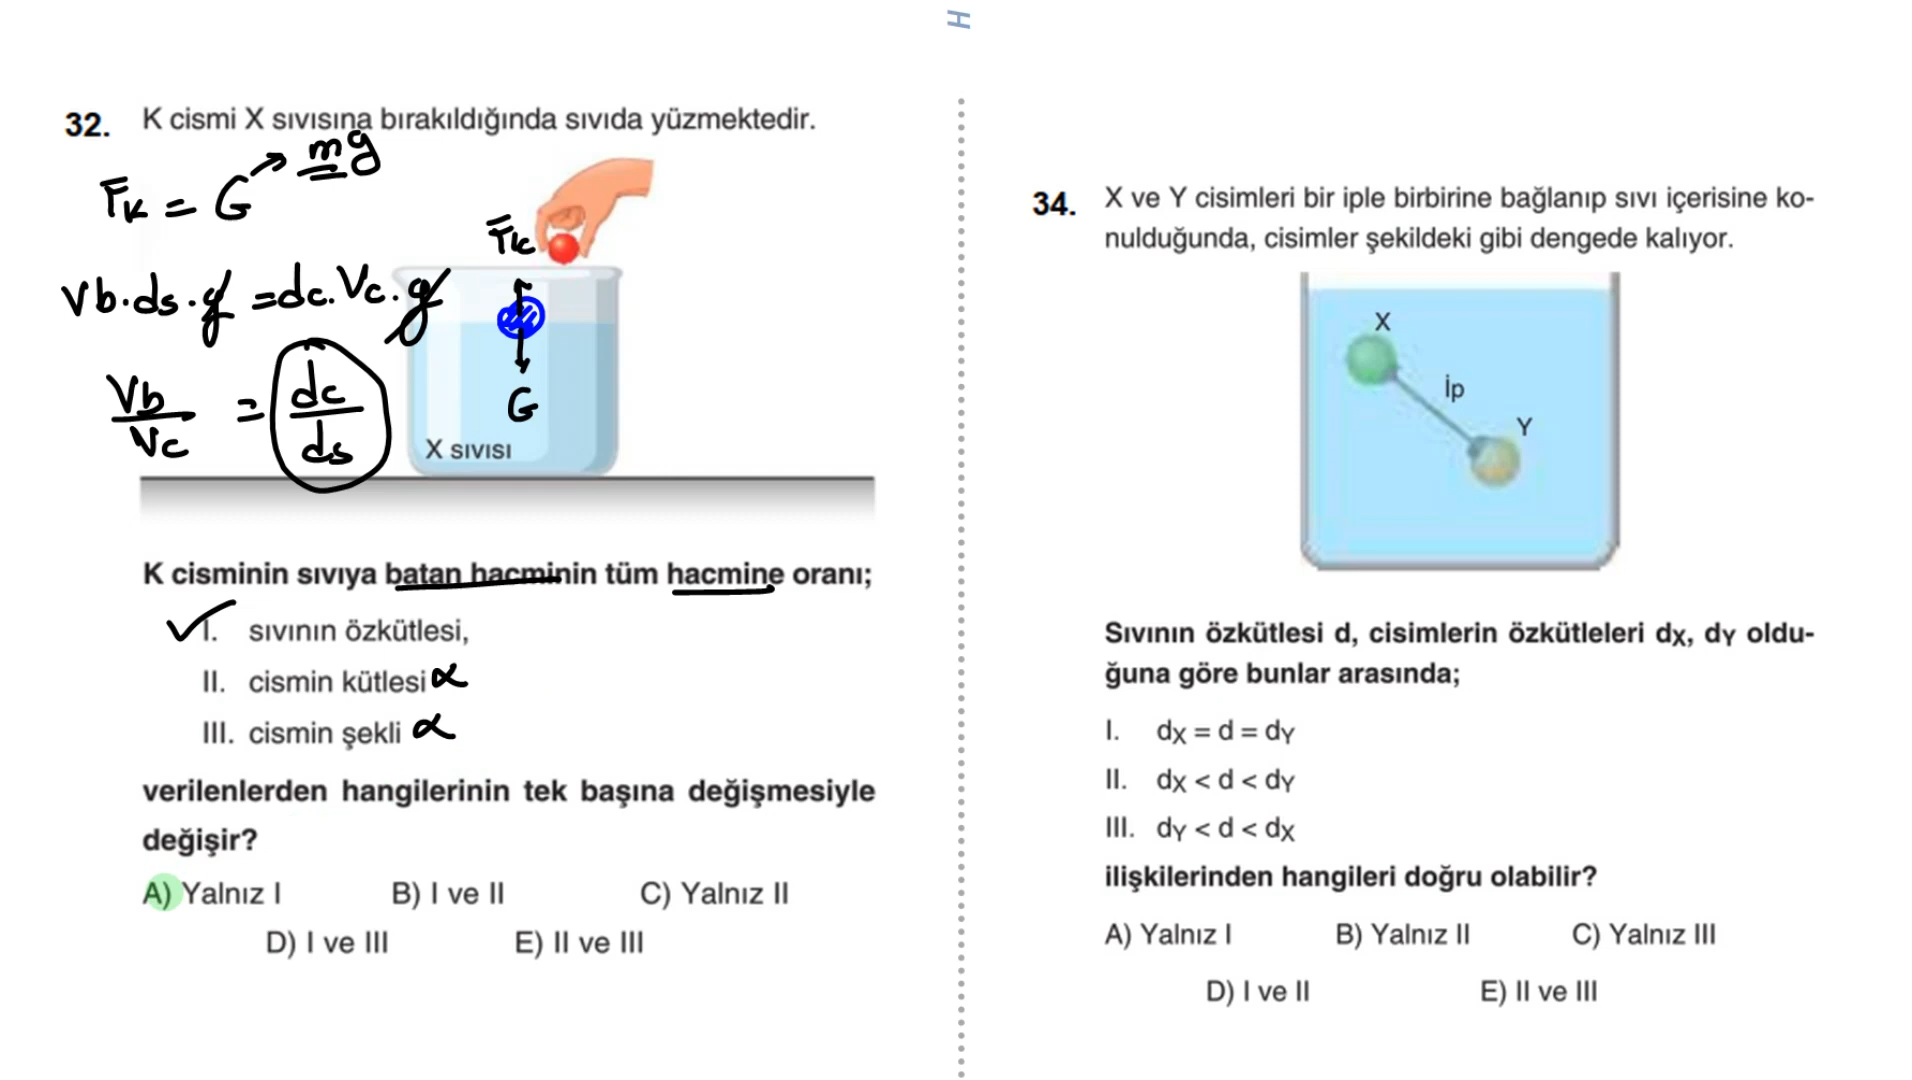 H
32. K cismi X sıvısına bırakıldığında sıvıda yüzmektedir.
Fk = G → mg
Fk
Vb.ds.g = dc.Vc.g
Vb/Vc = dc/ds
G
X sıvısı
K cisminin sıvıya batan hacminin tüm hacmine oranı;
I. sıvının özkütlesi,
II. cismin kütlesi
III. cismin şekli
verilenlerden hangilerinin tek başına değişmesiyle
değişir?
A) Yalnız I B) I ve II C) Yalnız II
D) I ve III E) II ve III
34. X ve Y cisimleri bir iple birbirine bağlanıp sıvı içerisine ko-
nulduğunda, cisimler şekildeki gibi dengede kalıyor.
X
İp
Y
Sıvının özkütlesi d, cisimlerin özkütleleri dX, dY oldu-
ğuna göre bunlar arasında;
I. dX = d = dY
II. dX < d < dY
III. dY < d < dX
ilişkilerinden hangileri doğru olabilir?
A) Yalnız I B) Yalnız II C) Yalnız III
D) I ve II E) II ve III